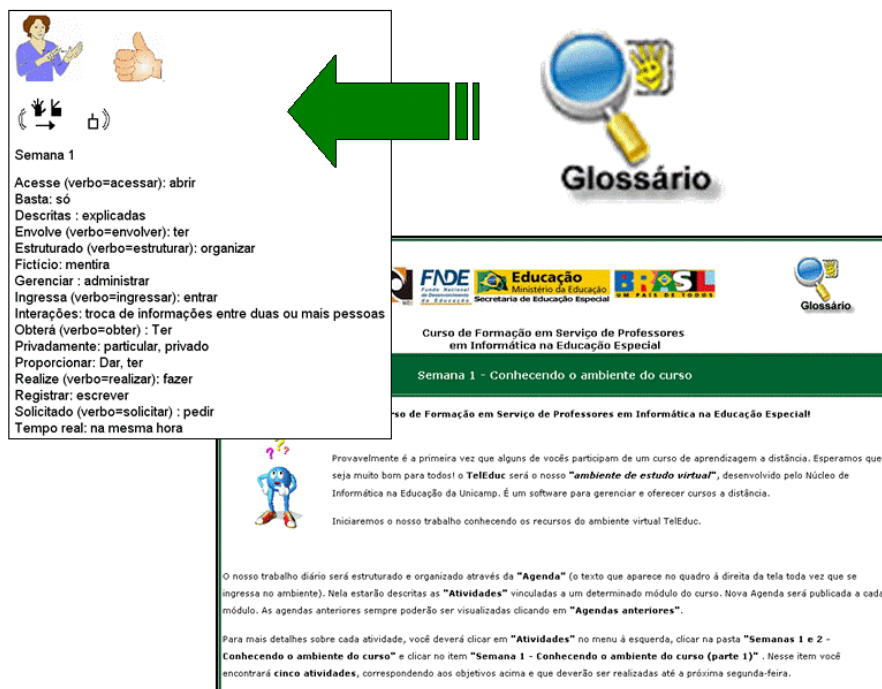 Semana 1
Acesse (verbo=acessar): abrir
Basta: só
Descritas : explicadas
Envolve (verbo=envolver): ter
Estruturado (verbo=estruturar): organizar
Fictício: mentira
Gerenciar : administrar
Ingressa (verbo=ingressar): entrar
Interações: troca de informações entre duas ou mais pessoas
Obterá (verbo=obter) : Ter
Privadamente: particular, privado
Proporcionar: Dar, ter
Realize (verbo=realizar): fazer
Registrar: escrever
Solicitado (verbo=solicitar) : pedir
Tempo real: na mesma hora
Glossário
FNDE
Fundo Nacional
de Desenvolvimento
da Educação
Educação
Ministério da Educação
Secretaria de Educação Especial
BRASIL
UM PAÍS DE TODOS
Glossário
Curso de Formação em Serviço de Professores
em Informática na Educação Especial
Semana 1 - Conhecendo o ambiente do curso
de Formação em Serviço de Professores em Informática na Educação Especial!
???
Provavelmente é a primeira vez que alguns de vocês participam de um curso de aprendizagem a distância. Esperamos que
seja muito bom para todos! o TelEduc será o nosso "ambiente de estudo virtual", desenvolvido pelo Núcleo de
Informática na Educação da Unicamp. É um software para gerenciar e oferecer cursos a distância.
Iniciaremos o nosso trabalho conhecendo os recursos do ambiente virtual TelEduc.
O nosso trabalho diário será estruturado e organizado através da "Agenda" (o texto que aparece no quadro à direita da tela toda vez que se
ingressa no ambiente). Nela estarão descritas as "Atividades" vinculadas a um determinado módulo do curso. Nova Agenda será publicada a cada
módulo. As agendas anteriores sempre poderão ser visualizadas clicando em "Agendas anteriores".
Para mais detalhes sobre cada atividade, você deverá clicar em "Atividades" no menu à esquerda, clicar na pasta "Semanas 1 e 2 -
Conhecendo o ambiente do curso" e clicar no item "Semana 1 - Conhecendo o ambiente do curso (parte 1)" . Nesse item você
encontrará cinco atividades, correspondendo aos objetivos acima e que deverão ser realizadas até a próxima segunda-feira.